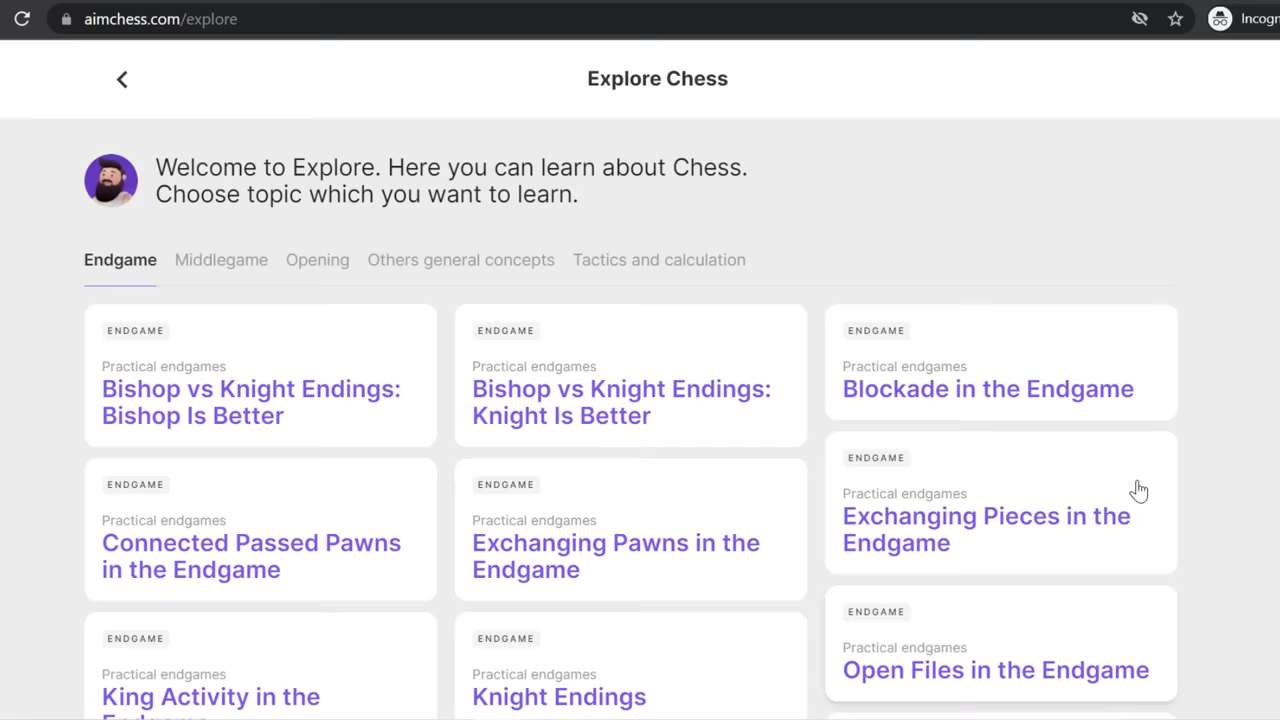 aimchess.com/explore
Incogn
Explore Chess
Welcome to Explore. Here you can learn about Chess.
Choose topic which you want to learn.
Endgame Middlegame Opening Others general concepts Tactics and calculation
ENDGAME
Practical endgames
Bishop vs Knight Endings:
Bishop Is Better
ENDGAME
Practical endgames
Bishop vs Knight Endings:
Knight Is Better
ENDGAME
Practical endgames
Blockade in the Endgame
ENDGAME
Practical endgames
Connected Passed Pawns
in the Endgame
ENDGAME
Practical endgames
Exchanging Pawns in the
Endgame
ENDGAME
Practical endgames
Exchanging Pieces in the
Endgame
ENDGAME
Practical endgames
King Activity in the
Endgame
ENDGAME
Practical endgames
Knight Endings
ENDGAME
Practical endgames
Open Files in the Endgame